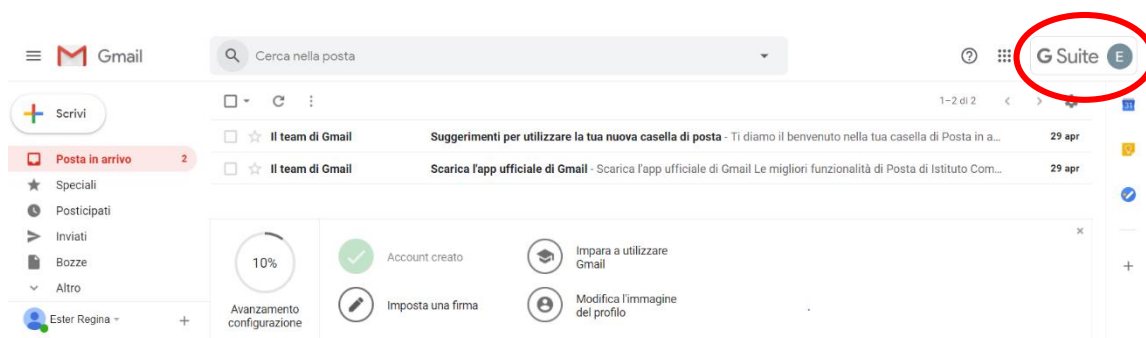 Gmail
Cerca nella posta
G Suite E
Scrivi
1–2 di 2
31
Posta in arrivo 2
Il team di Gmail Suggerimenti per utilizzare la tua nuova casella di posta - Ti diamo il benvenuto nella tua casella di Posta in a... 29 apr
Il team di Gmail Scarica l'app ufficiale di Gmail - Scarica l'app ufficiale di Gmail Le migliori funzionalità di Posta di Istituto Com... 29 apr
Speciali
Posticipati
Inviati
Bozze
Altro
Ester Regina
10%
Avanzamento
configurazione
Account creato
Impara a utilizzare
Gmail
Imposta una firma
Modifica l'immagine
del profilo